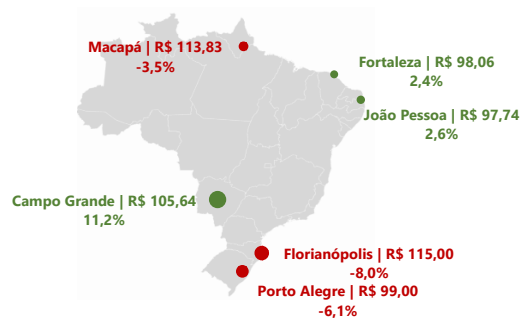 Macapá | R$ 113,83
-3,5%
Fortaleza | R$ 98,06
2,4%
João Pessoa | R$ 97,74
2,6%
Campo Grande | R$ 105,64
11,2%
Florianópolis | R$ 115,00
-8,0%
Porto Alegre | R$ 99,00
-6,1%